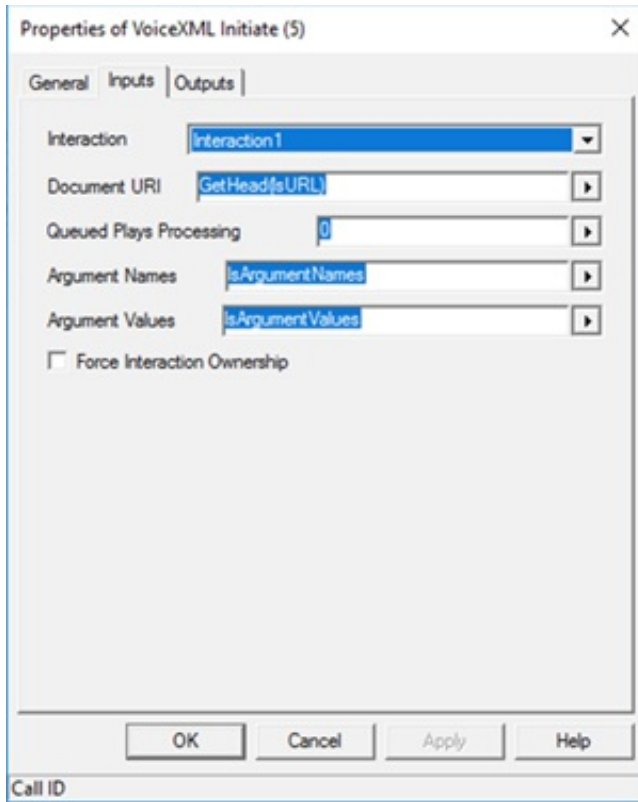 Properties of VoiceXML Initiate (5)
General Inputs Outputs
Interaction Interaction1
Document URI GetHead(lsURL)
Queued Plays Processing 0
Argument Names lsArgumentNames
Argument Values lsArgumentValues
Force Interaction Ownership
OK Cancel Apply Help
Call ID